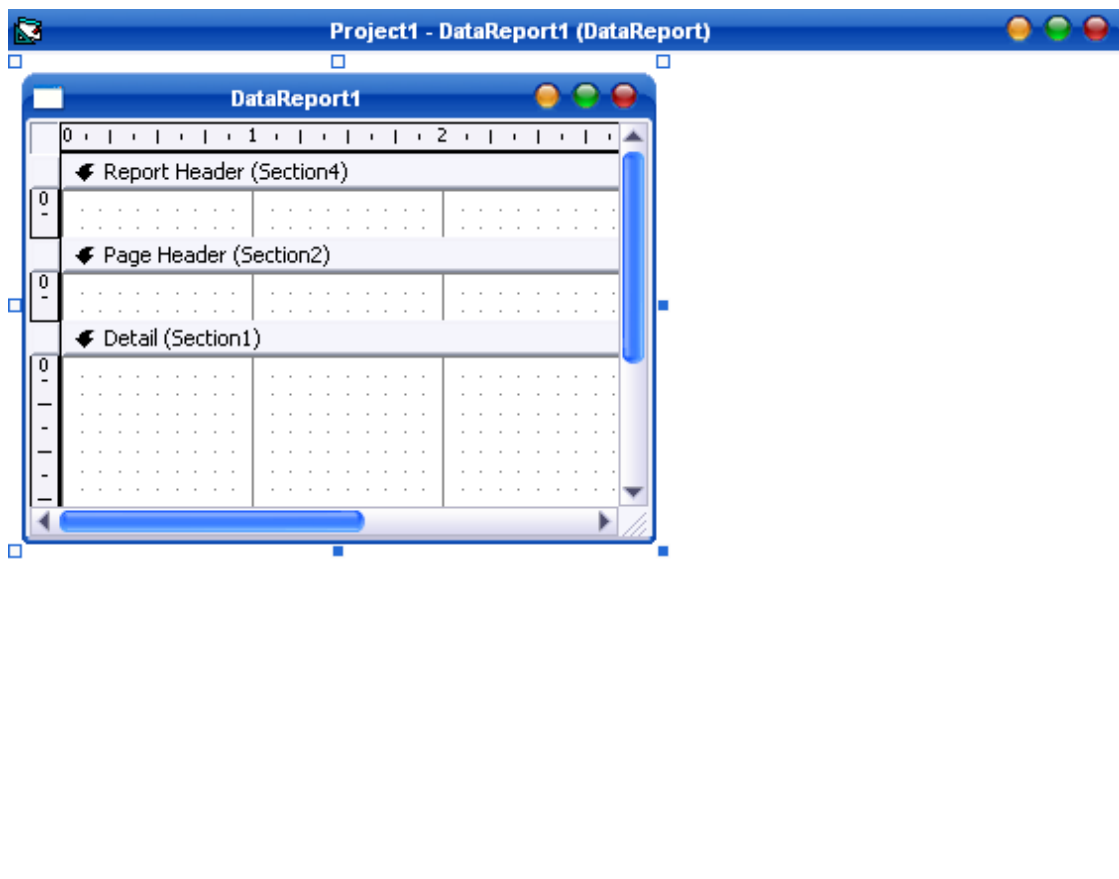 Project1 - DataReport1 (DataReport)
DataReport1
0 1 2
Report Header (Section4)
0
Page Header (Section2)
0
Detail (Section1)
0